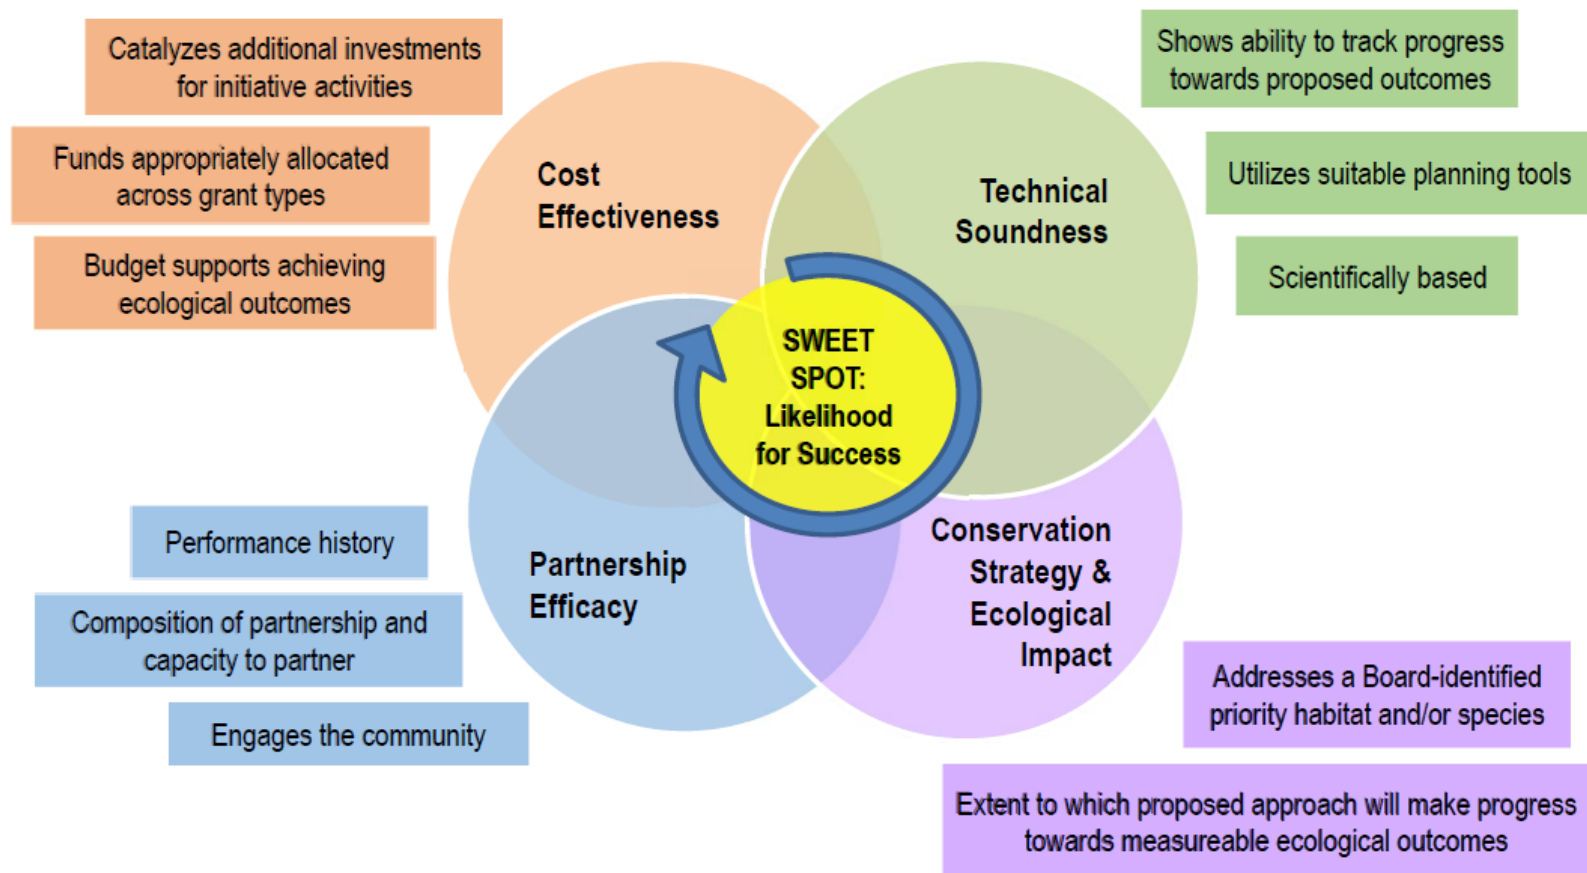 Catalyzes additional investments
for initiative activities
Funds appropriately allocated
across grant types
Budget supports achieving
ecological outcomes
Cost
Effectiveness
Technical
Soundness
Shows ability to track progress
towards proposed outcomes
Utilizes suitable planning tools
Scientifically based
SWEET
SPOT:
Likelihood
for Success
Performance history
Composition of partnership and
capacity to partner
Engages the community
Partnership
Efficacy
Conservation
Strategy &
Ecological
Impact
Addresses a Board-identified
priority habitat and/or species
Extent to which proposed approach will make progress
towards measureable ecological outcomes